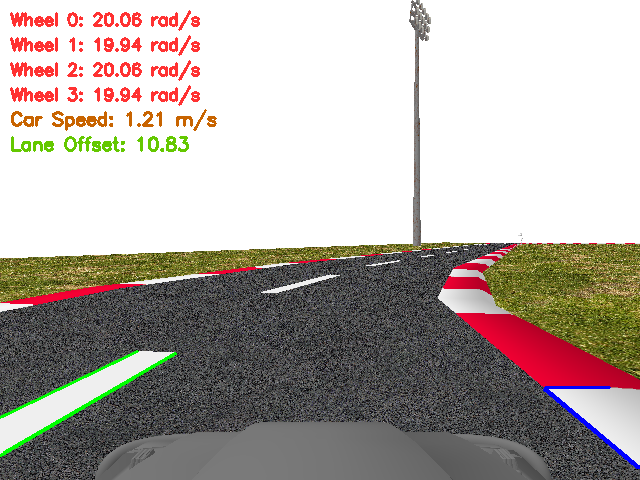 Wheel 0: 20.06 rad/s
Wheel 1: 19.94 rad/s
Wheel 2: 20.06 rad/s
Wheel 3: 19.94 rad/s
Car Speed: 1.21 m/s
Lane Offset: 10.83